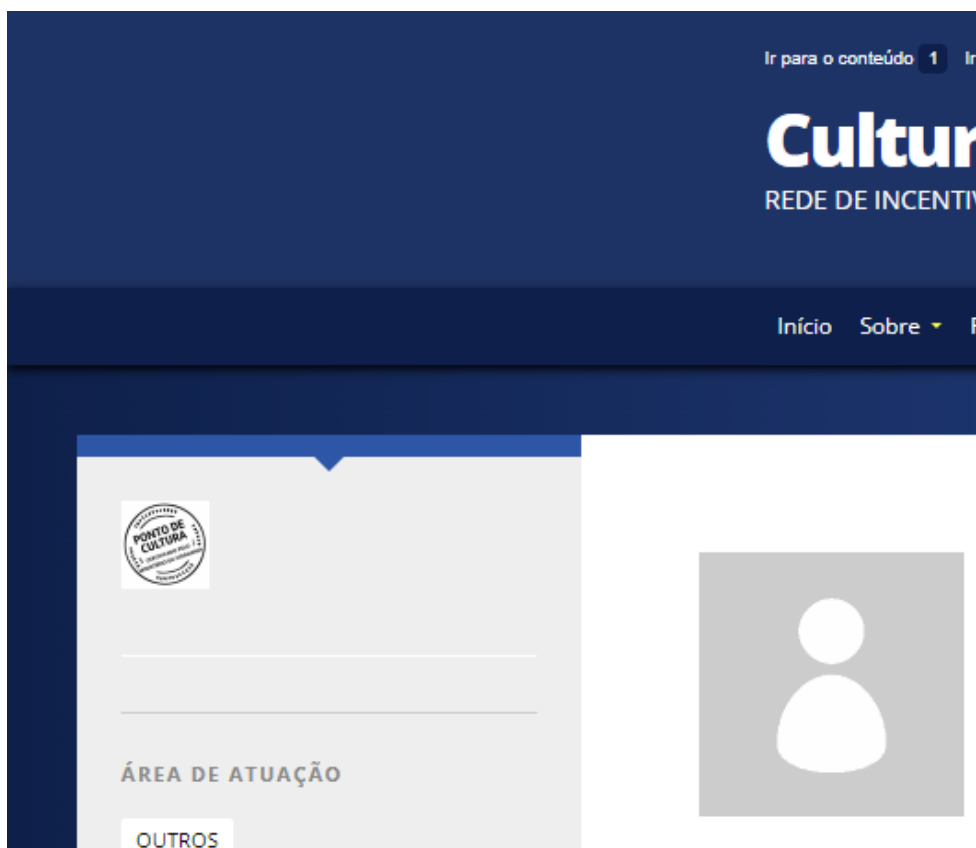 Ir para o conteúdo 1
Cultur
REDE DE INCENTIV
Início Sobre
PONTO DE
CULTURA
ÁREA DE ATUAÇÃO
OUTROS